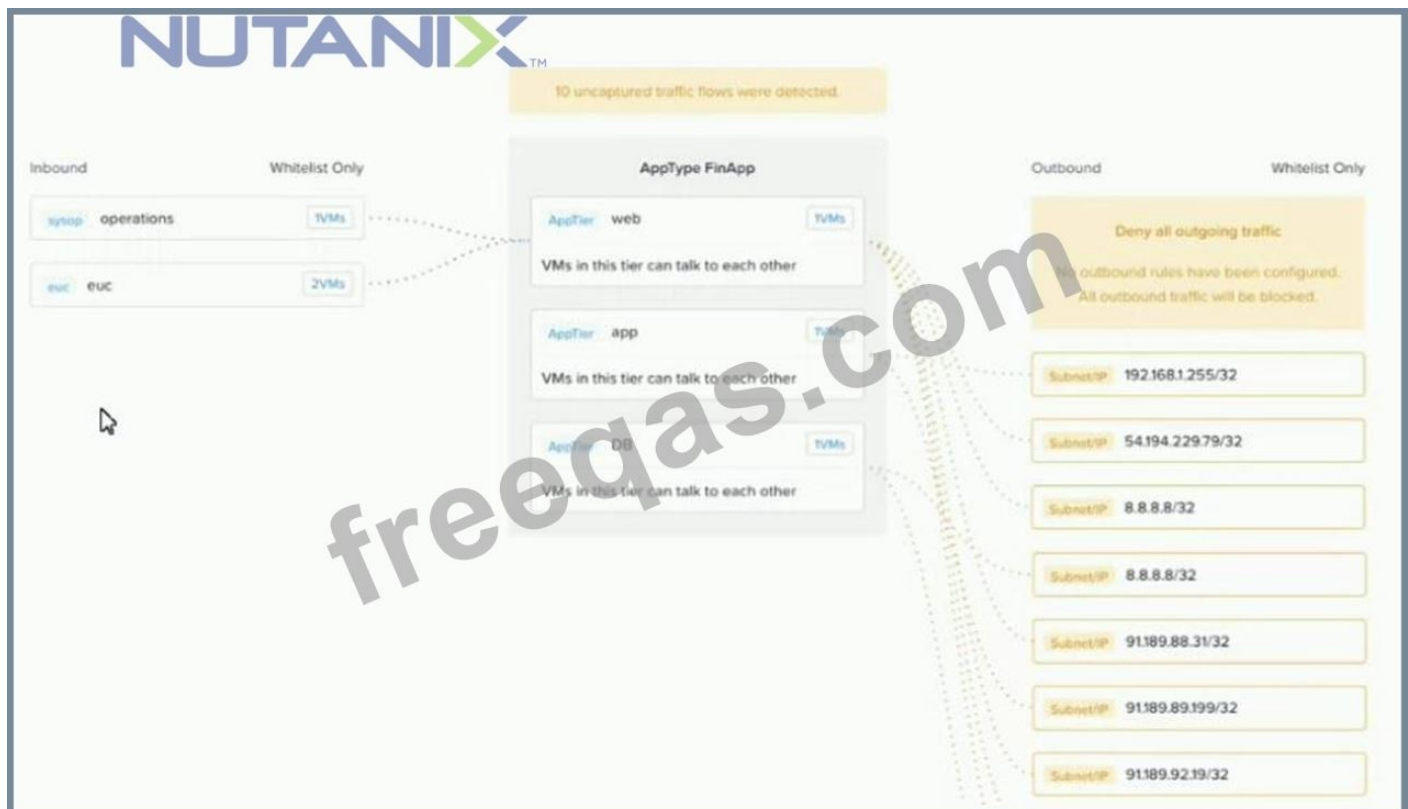 NUTANIX™
10 uncaptured traffic flows were detected.
Inbound Whitelist Only
sysop operations 1VMs
euc euc 2VMs
AppType FinApp
AppTier web 1VMs
VMs in this tier can talk to each other
AppTier app 1VMs
VMs in this tier can talk to each other
AppTier DB 1VMs
VMs in this tier can talk to each other
Outbound Whitelist Only
Deny all outgoing traffic
No outbound rules have been configured.
All outbound traffic will be blocked.
Subnet/IP 192.168.1.255/32
Subnet/IP 54.194.229.79/32
Subnet/IP 8.8.8.8/32
Subnet/IP 8.8.8.8/32
Subnet/IP 91.189.88.31/32
Subnet/IP 91.189.89.199/32
Subnet/IP 91.189.92.19/32
freeqas.com